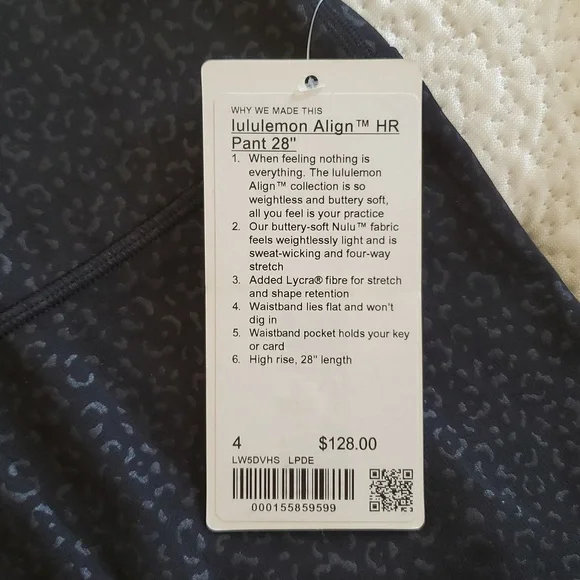 WHY WE MADE THIS
lululemon Align™ HR
Pant 28"
1. When feeling nothing is
everything. The lululemon
Align™ collection is so
weightless and buttery soft,
all you feel is your practice
2. Our buttery-soft Nulu™ fabric
feels weightlessly light and is
sweat-wicking and four-way
stretch
3. Added Lycra® fibre for stretch
and shape retention
4. Waistband lies flat and won't
dig in
5. Waistband pocket holds your key
or card
6. High rise, 28" length
4 $128.00
LW5DVHS LPDE
000155859599